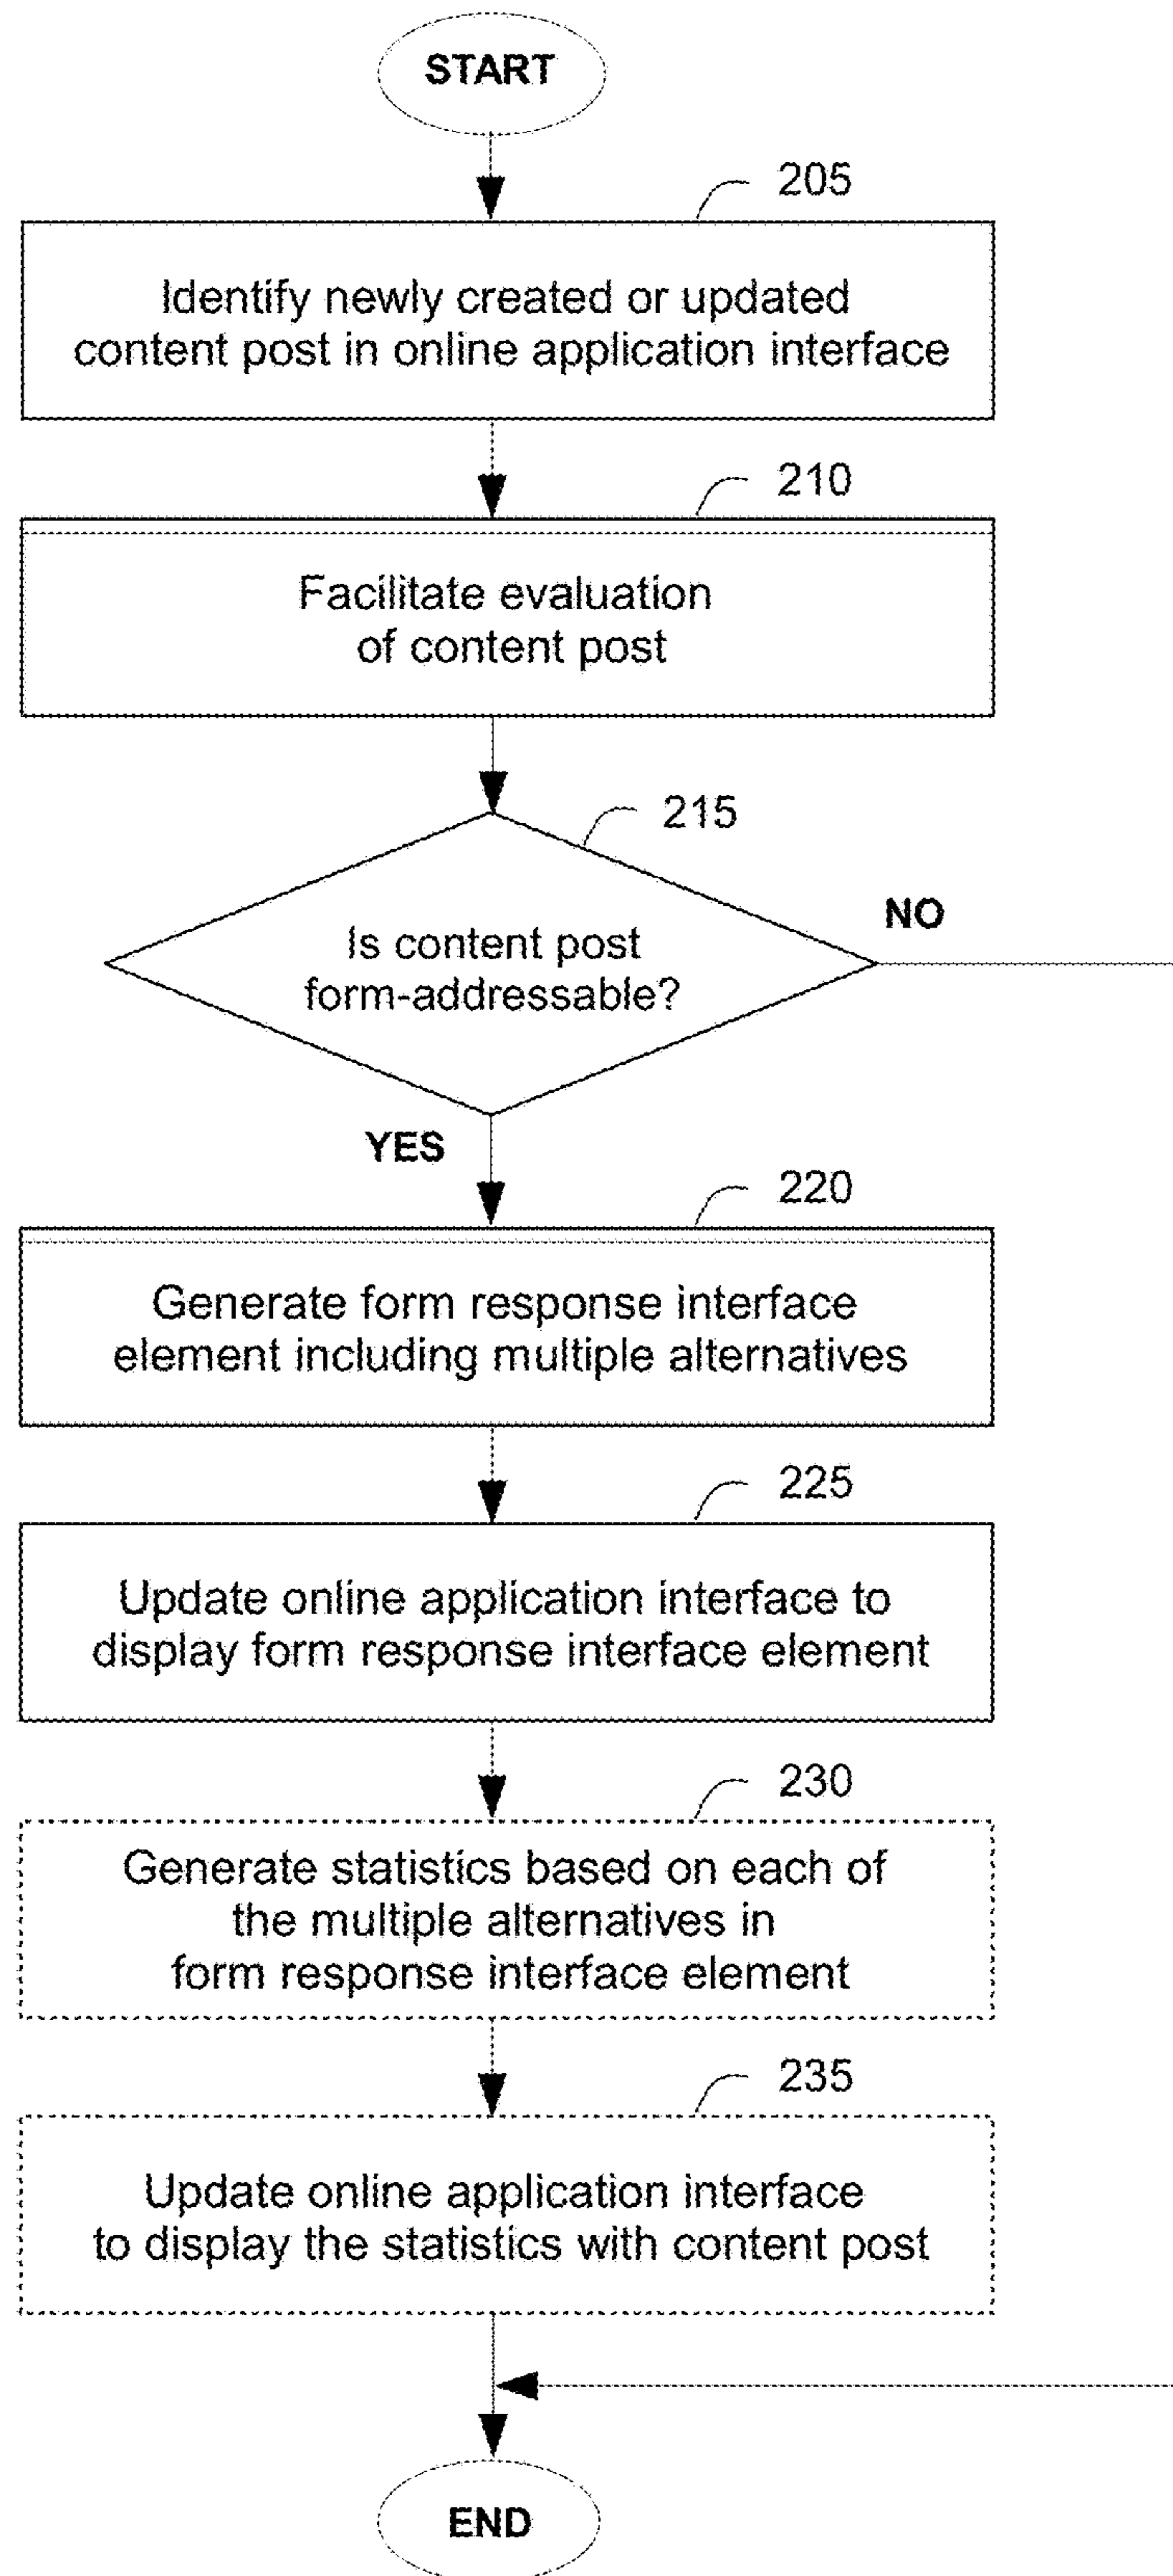 START
205
Identify newly created or updated
content post in online application interface
210
Facilitate evaluation
of content post
215
Is content post
form-addressable?
NO
YES
220
Generate form response interface
element including multiple alternatives
225
Update online application interface to
display form response interface element
230
Generate statistics based on each of
the multiple alternatives in
form response interface element
235
Update online application interface
to display the statistics with content post
END